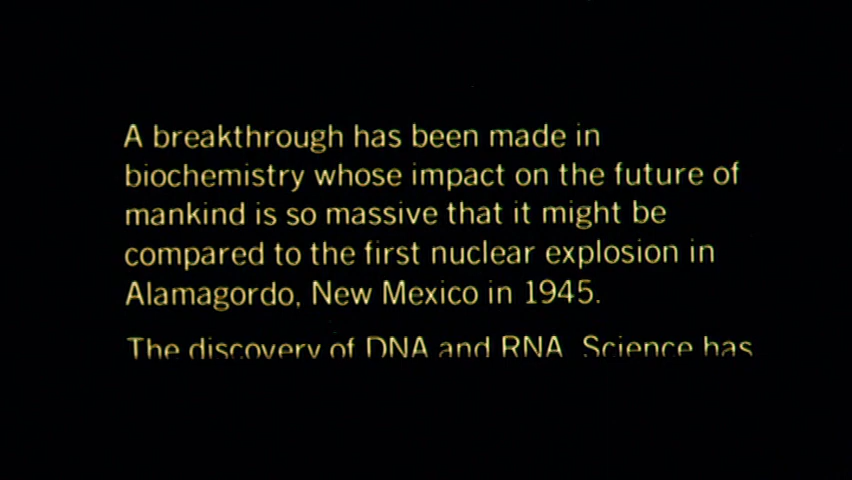 A breakthrough has been made in
biochemistry whose impact on the future of
mankind is so massive that it might be
compared to the first nuclear explosion in
Alamagordo, New Mexico in 1945.
The discovery of DNA and RNA Science has